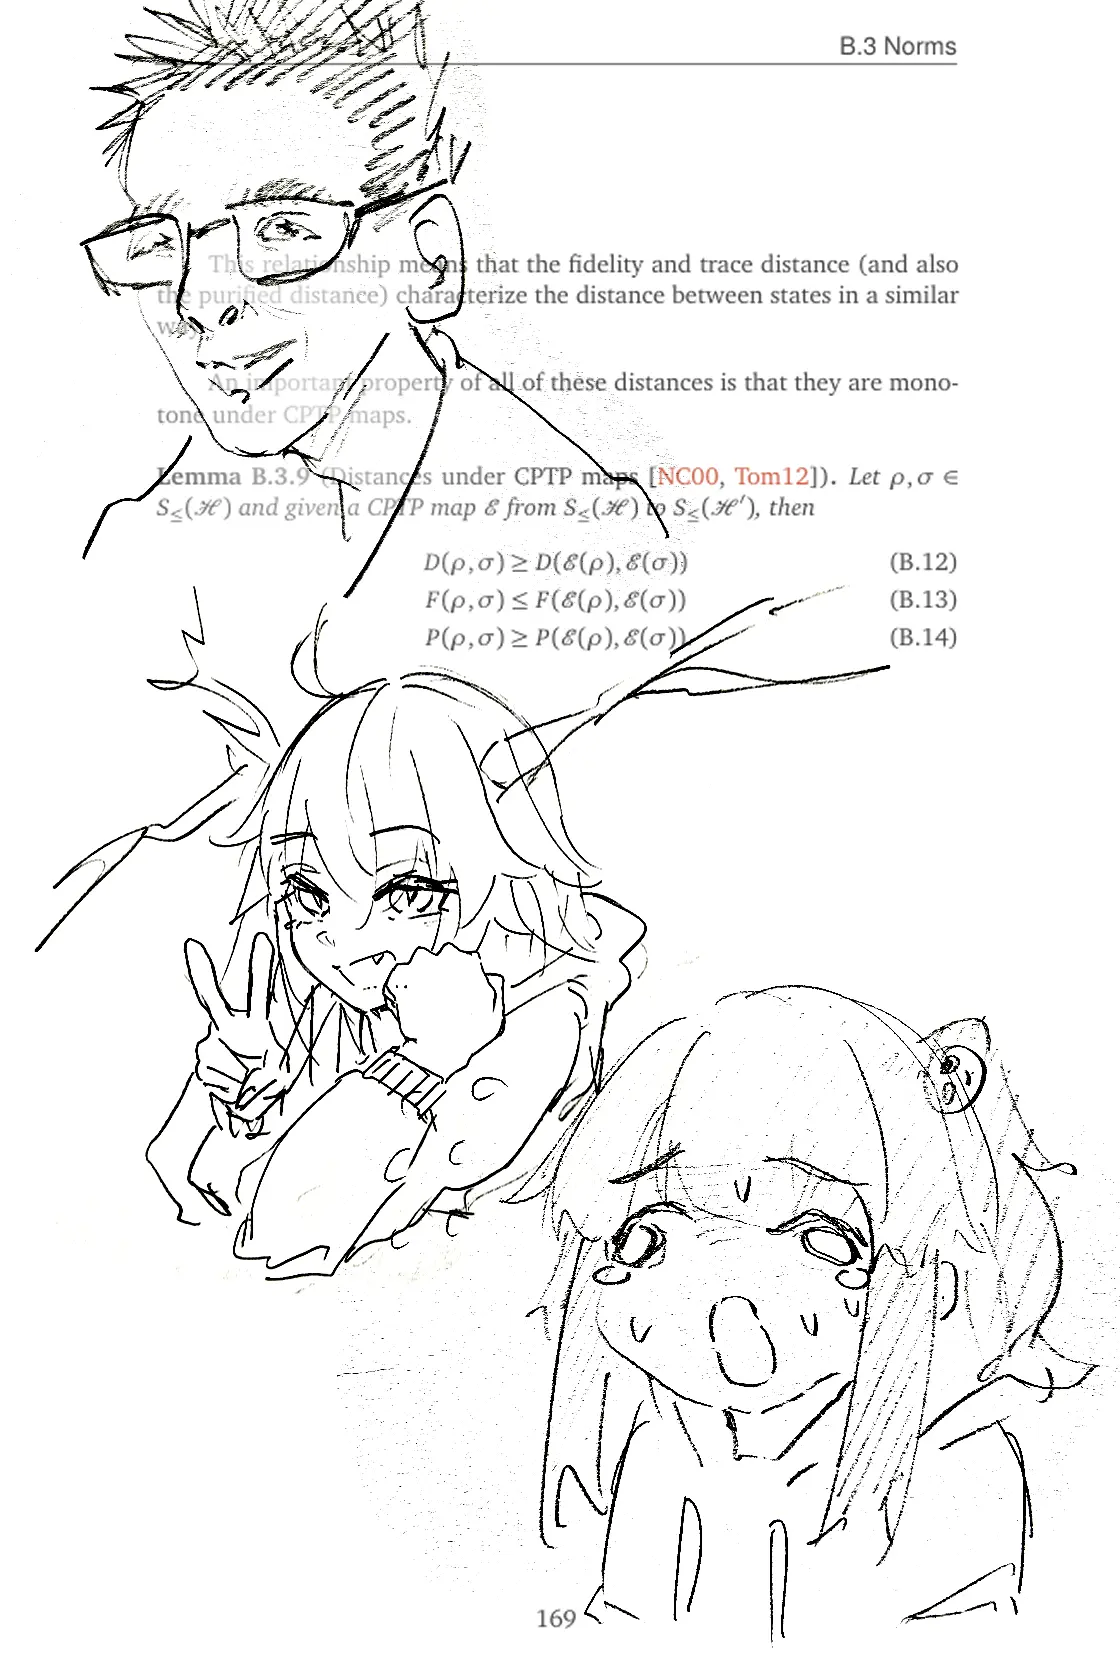 B.3 Norms
This relationship means that the fidelity and trace distance (and also
the purified distance) characterize the distance between states in a similar
way.
An important property of all of these distances is that they are mono-
tone under CPTP maps.
Lemma B.3.9 (Distances under CPTP maps [NC00, Tom12]). Let ρ,σ ∈
S≤(ℋ) and given a CPTP map ℰ from S≤(ℋ) to S≤(ℋ′), then
D(ρ,σ) ≥ D(ℰ(ρ),ℰ(σ)) (B.12)
F(ρ,σ) ≤ F(ℰ(ρ),ℰ(σ)) (B.13)
P(ρ,σ) ≥ P(ℰ(ρ),ℰ(σ)) (B.14)
169